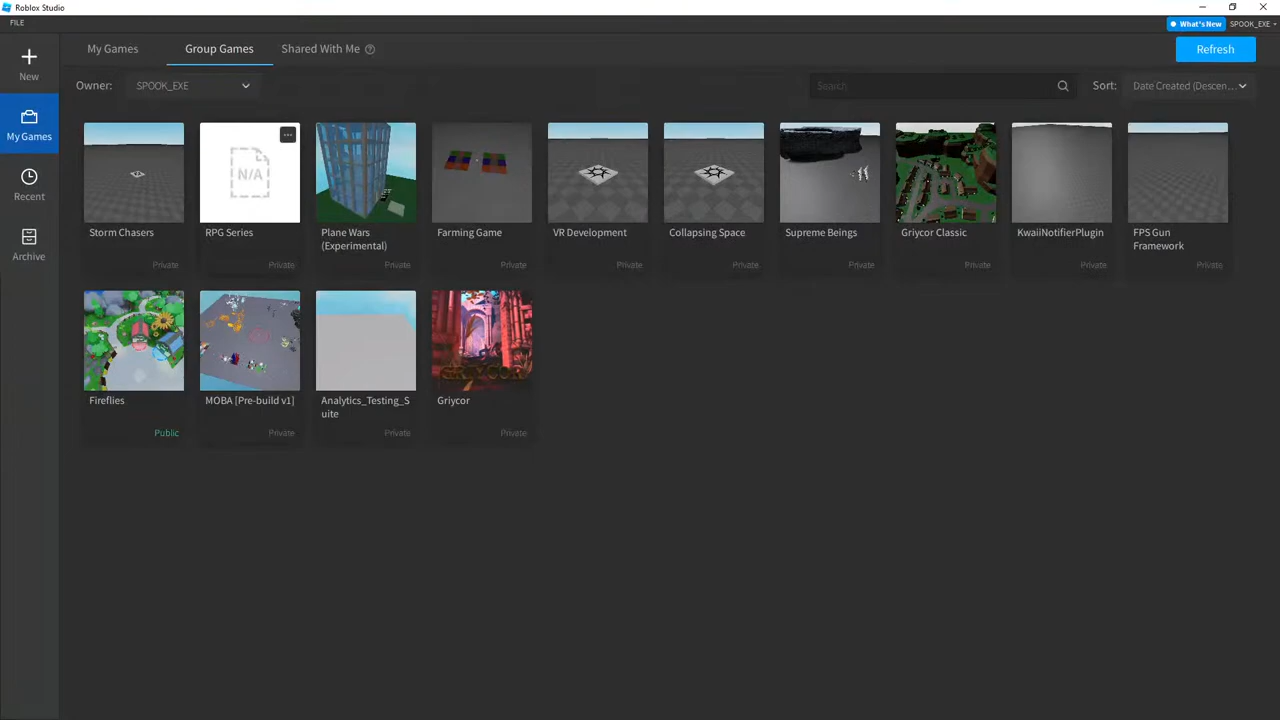 Roblox Studio
FILE
What's New
SPOOK_EXE
New
My Games
Recent
Archive
My Games
Group Games
Shared With Me
Refresh
Owner:
SPOOK_EXE
Search
Sort:
Date Created (Descen...
Storm Chasers
Private
N/A
RPG Series
Private
Plane Wars
(Experimental)
Private
Farming Game
Private
VR Development
Private
Collapsing Space
Private
Supreme Beings
Private
Griycor Classic
Private
KwaiiNotifierPlugin
Private
FPS Gun
Framework
Private
Fireflies
Public
MOBA [Pre-build v1]
Private
Analytics_Testing_S
uite
Private
GRIYCOR
Griycor
Private